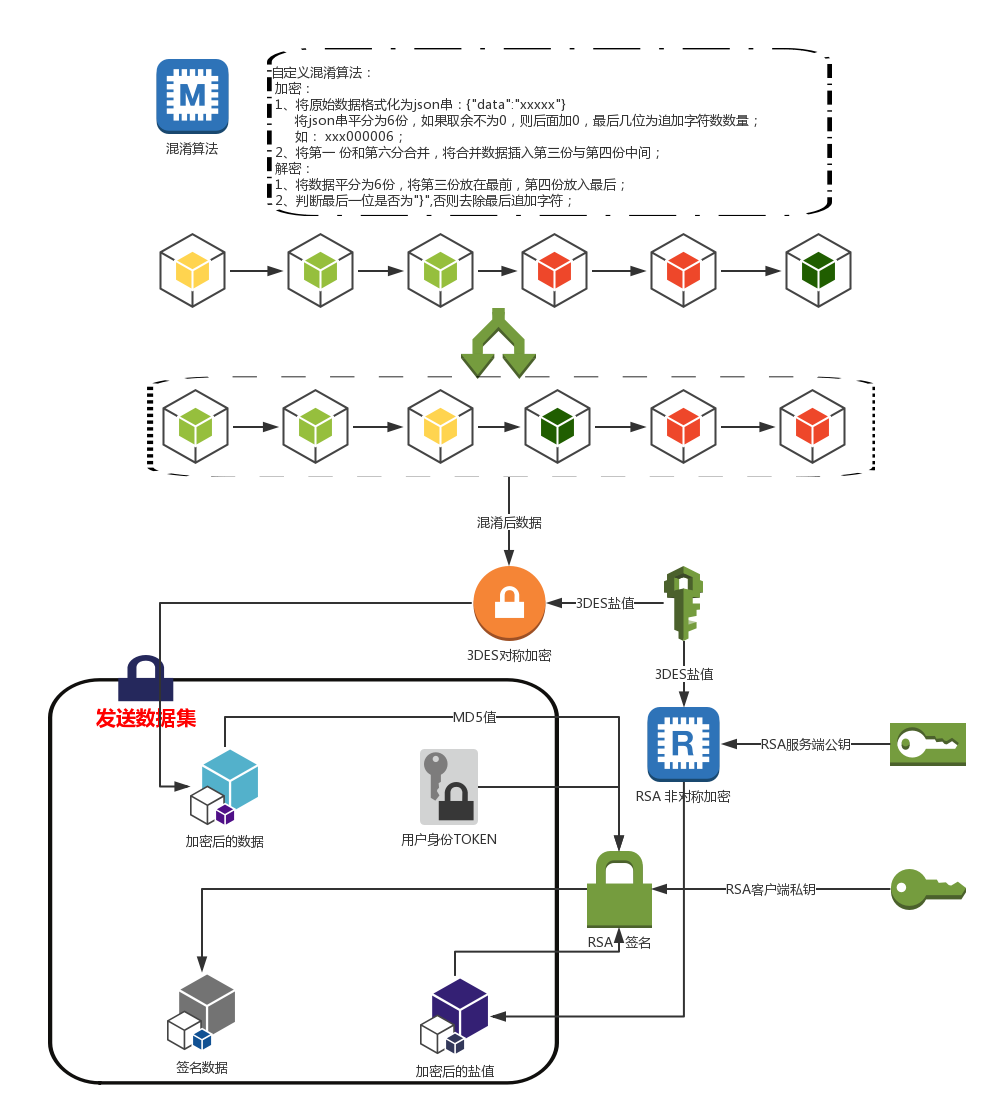 自定义混淆算法：
加密：
1、将原始数据格式化为json串：{"data":"xxxxx"}
将json串平分为6份，如果取余不为0，则后面加0，最后几位为追加字符数数量；
如： xxx000006；
2、将第一 份和第六分合并，将合并数据插入第三份与第四份中间；
解密：
1、将数据平分为6份，将第三份放在最前，第四份放入最后；
2、判断最后一位是否为"}",否则去除最后追加字符；
M
混淆算法
混淆后数据
3DES盐值
3DES对称加密
3DES盐值
发送数据集
MD5值
R
RSA服务端公钥
RSA 非对称加密
加密后的数据
用户身份TOKEN
RSA客户端私钥
RSA 签名
签名数据
加密后的盐值